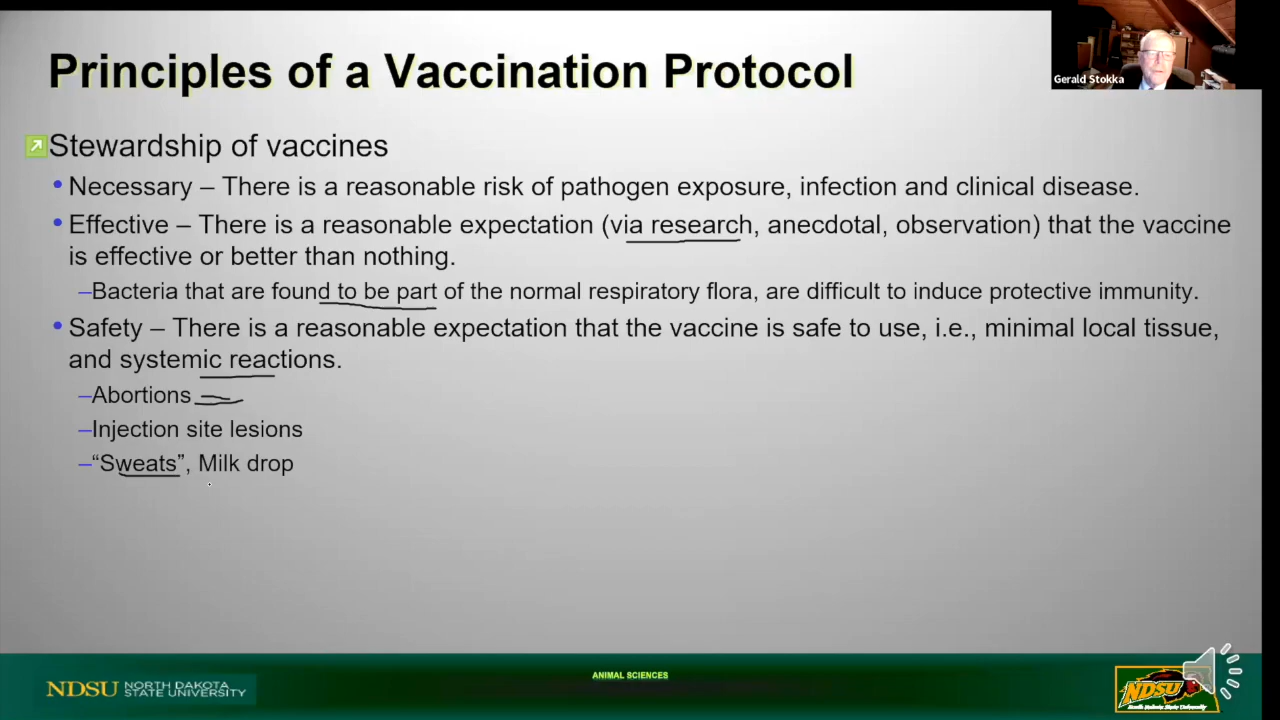 Principles of a Vaccination Protocol
Gerald Stokka
Stewardship of vaccines
• Necessary – There is a reasonable risk of pathogen exposure, infection and clinical disease.
• Effective – There is a reasonable expectation (via research, anecdotal, observation) that the vaccine
is effective or better than nothing.
–Bacteria that are found to be part of the normal respiratory flora, are difficult to induce protective immunity.
• Safety – There is a reasonable expectation that the vaccine is safe to use, i.e., minimal local tissue,
and systemic reactions.
–Abortions
–Injection site lesions
–“Sweats”, Milk drop
NDSU NORTH DAKOTA
STATE UNIVERSITY
ANIMAL SCIENCES
NDSU
North Dakota State University